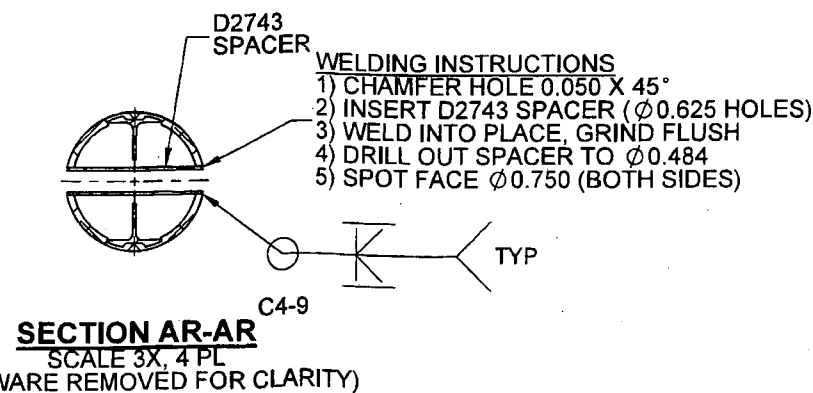 D2743
SPACER
WELDING INSTRUCTIONS
1) CHAMFER HOLE 0.050 X 45°
2) INSERT D2743 SPACER (∅0.625 HOLES)
3) WELD INTO PLACE, GRIND FLUSH
4) DRILL OUT SPACER TO ∅0.484
5) SPOT FACE ∅0.750 (BOTH SIDES)
TYP
C4-9
SECTION AR-AR
SCALE 3X, 4 PL
WARE REMOVED FOR CLARITY)